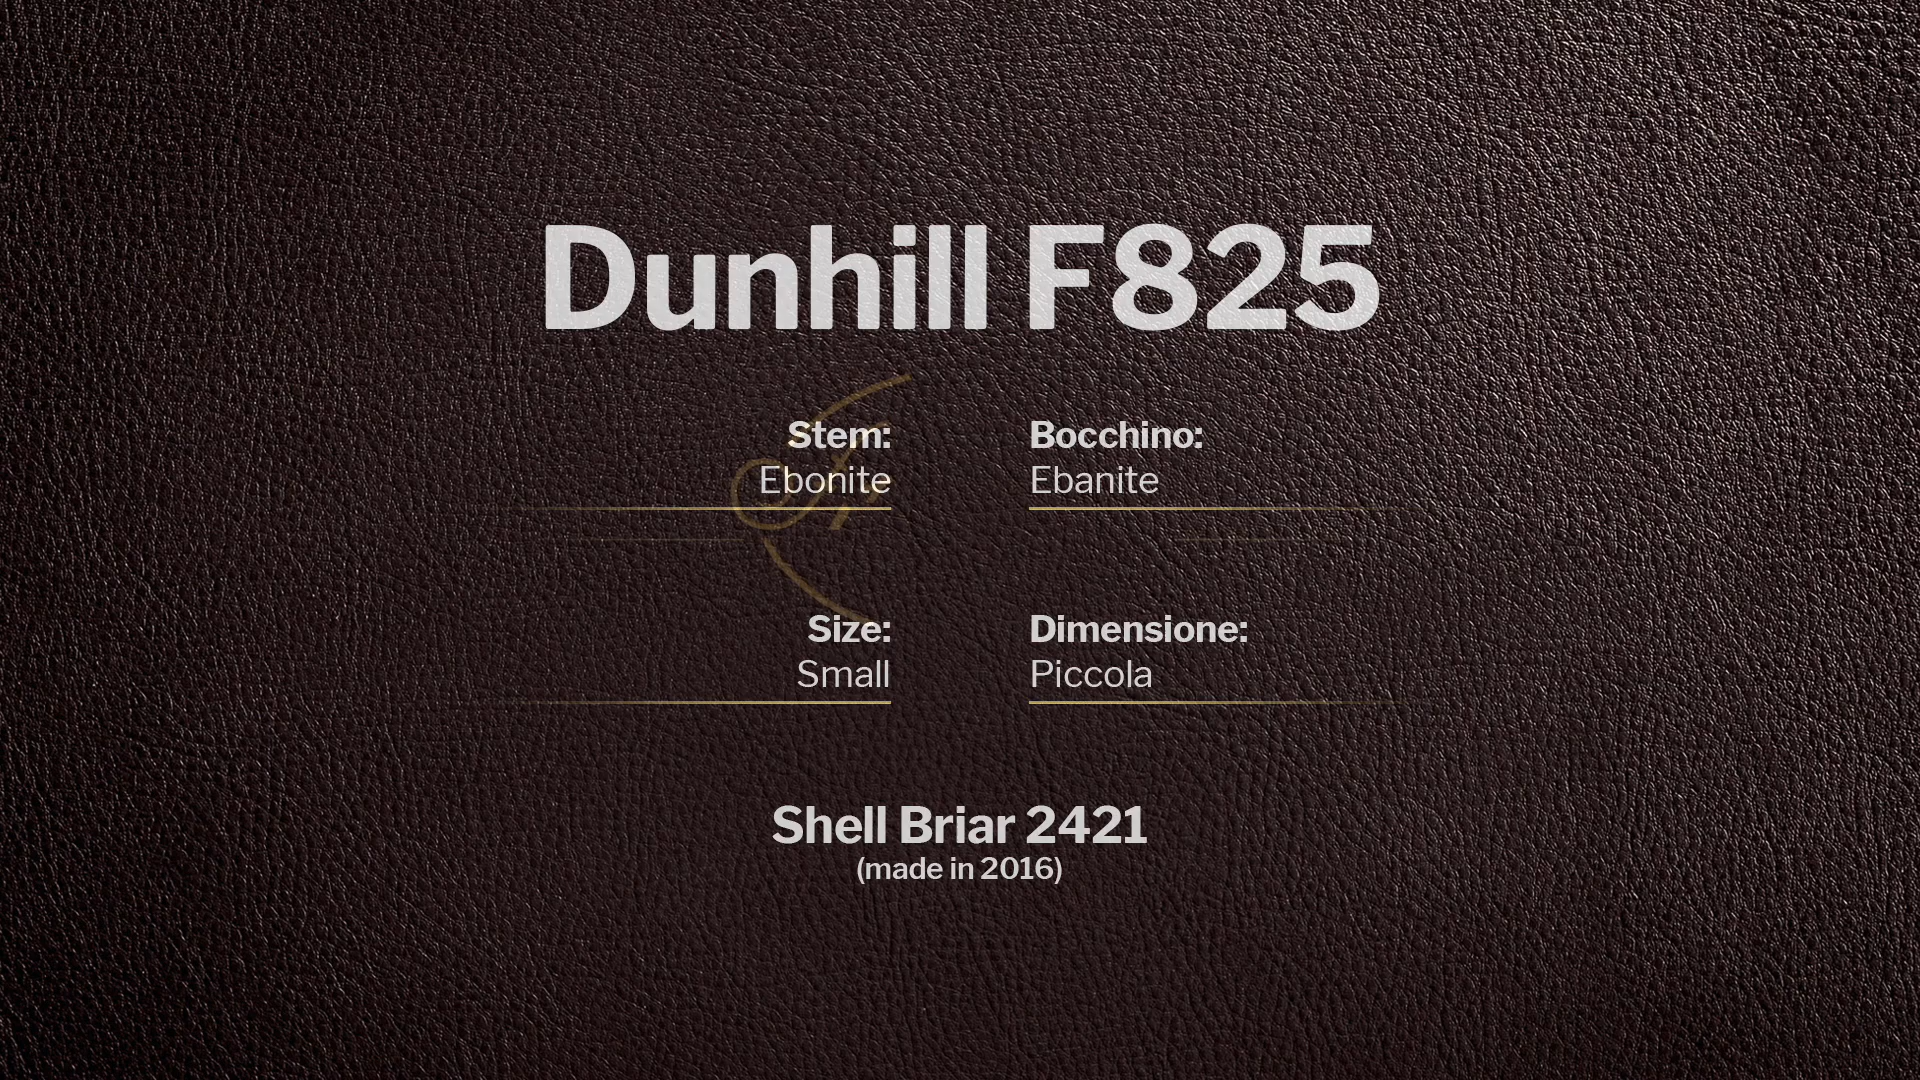 Dunhill F825
Stem:
Ebonite
Bocchino:
Ebanite
Size:
Small
Dimensione:
Piccola
Shell Briar 2421
(made in 2016)